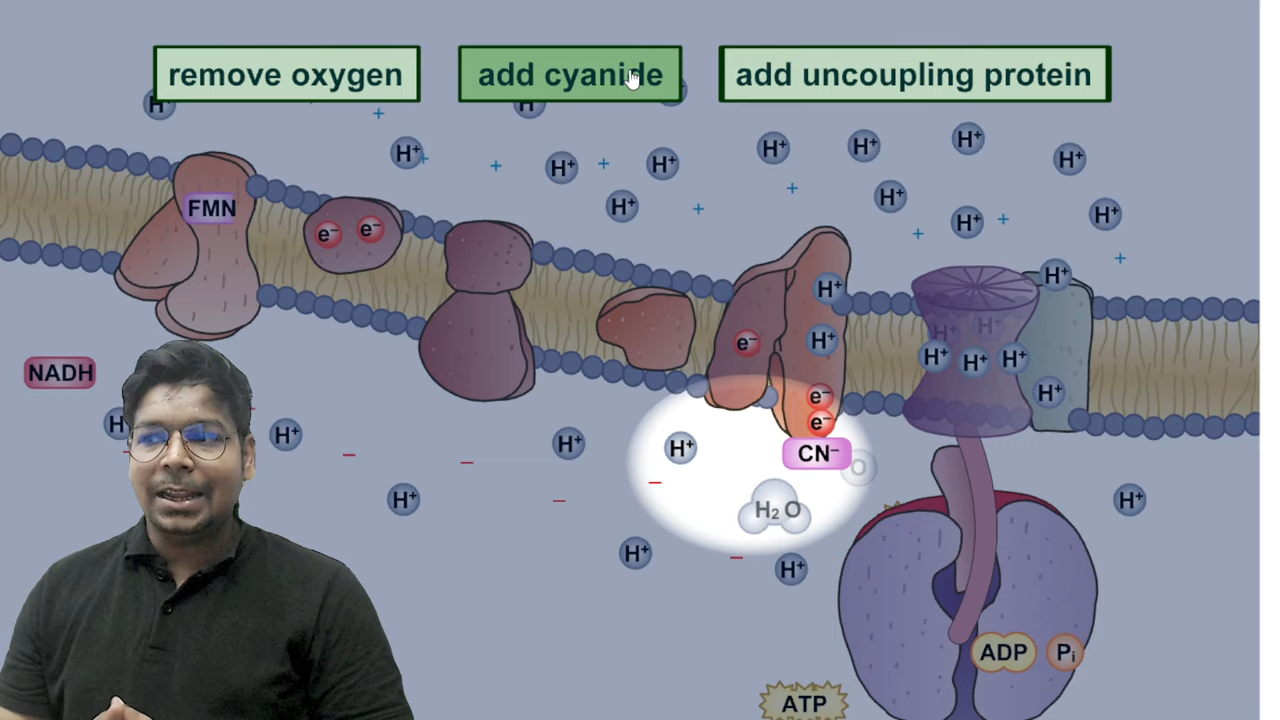 remove oxygen
add cyanide
add uncoupling protein
H⁺
H⁺
H⁺
H⁺
H⁺
H⁺
H⁺
H⁺
H⁺
H⁺
H⁺
H⁺
H⁺
FMN
e⁻ e⁻
H⁺
H⁺
H⁺ H⁺
H⁺
e⁻
H⁺ H⁺ H⁺
NADH
H⁺
e⁻
e⁻
H
H⁺
H⁺
H⁺
CN⁻
O
H⁺
H₂O
H⁺
H⁺
H⁺
ADP
Pᵢ
ATP